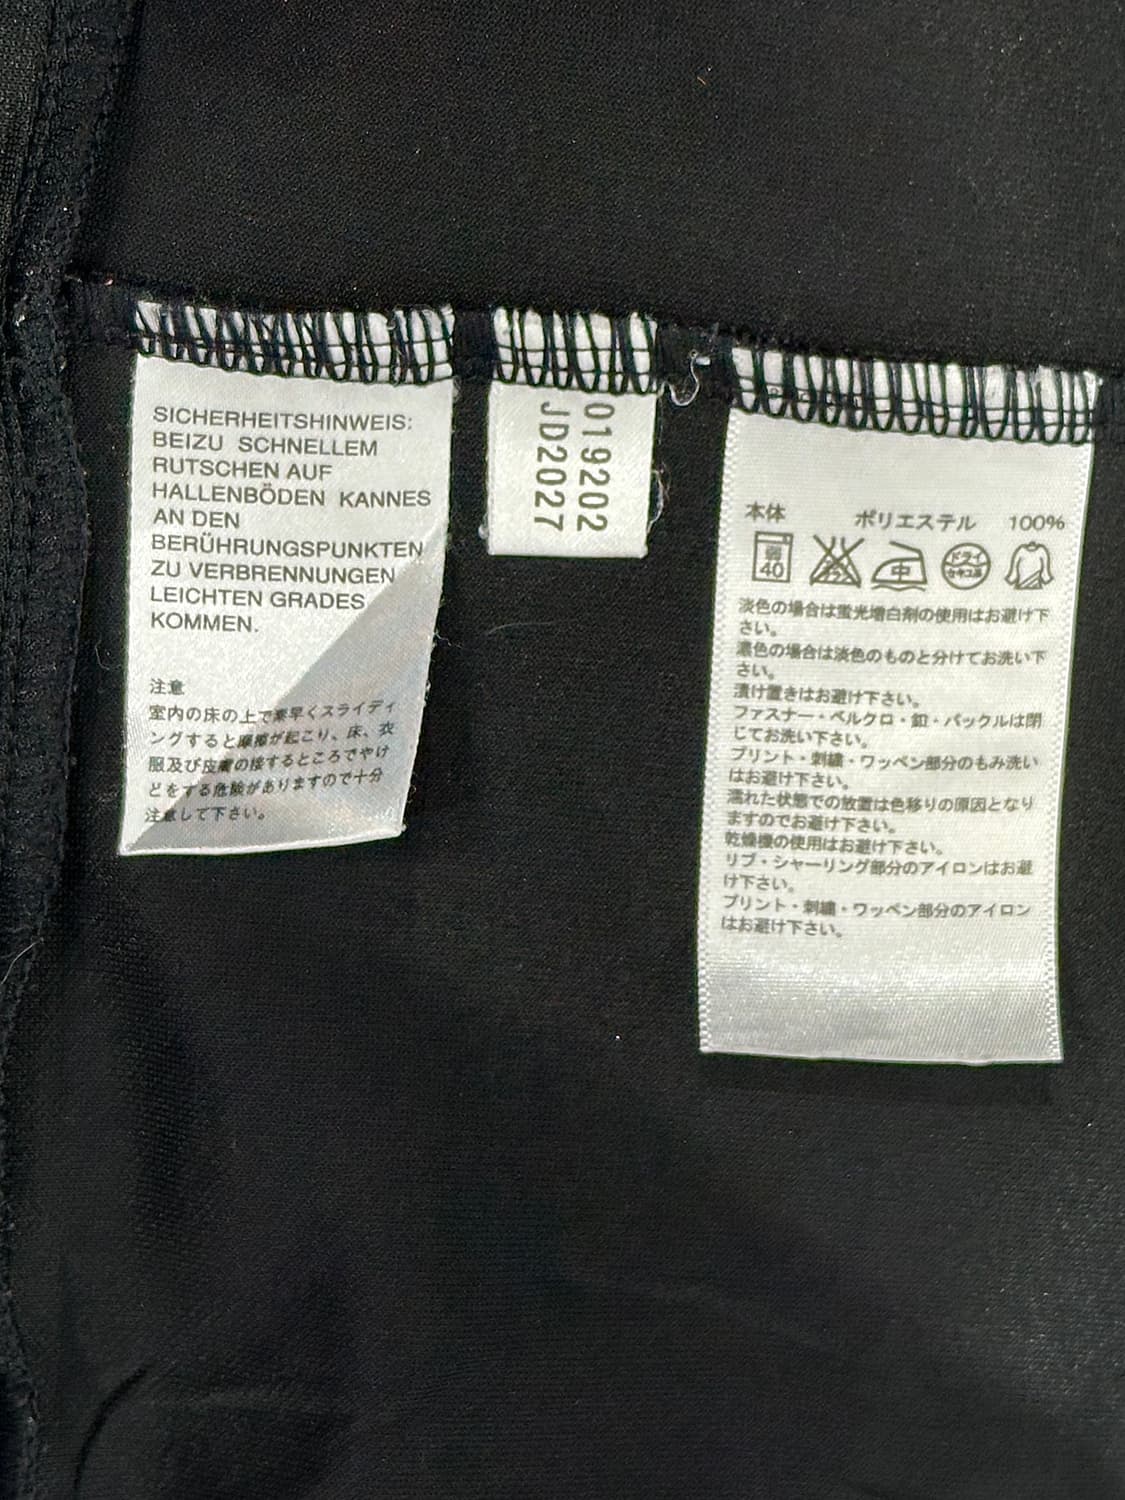 SICHERHEITSHINWEIS:
BEIZU SCHNELLEM
RUTSCHEN AUF
HALLENBÖDEN KANNES
AN DEN
BERÜHRUNGSPUNKTEN
ZU VERBRENNUNGEN
LEICHTEN GRADES
KOMMEN.
注意
室内の床の上で素早くスライディ
ングすると摩擦が起こり、床、衣
服及び皮膚の接するところでやけ
どをする危険がありますので十分
注意して下さい。
019202
JD2027
本体 ポリエステル 100%
弱 40 中 ドライ
淡色の場合は蛍光増白剤の使用はお避け下
さい。
濃色の場合は淡色のものと分けてお洗い下
さい。
漬け置きはお避け下さい。
ファスナー・ベルクロ・釦・バックルは閉
じてお洗い下さい。
プリント・刺繍・ワッペン部分のもみ洗い
はお避け下さい。
濡れた状態での放置は色移りの原因となり
ますのでお避け下さい。
乾燥機の使用はお避け下さい。
リブ・シャーリング部分のアイロンはお避
け下さい。
プリント・刺繍・ワッペン部分のアイロン
はお避け下さい。